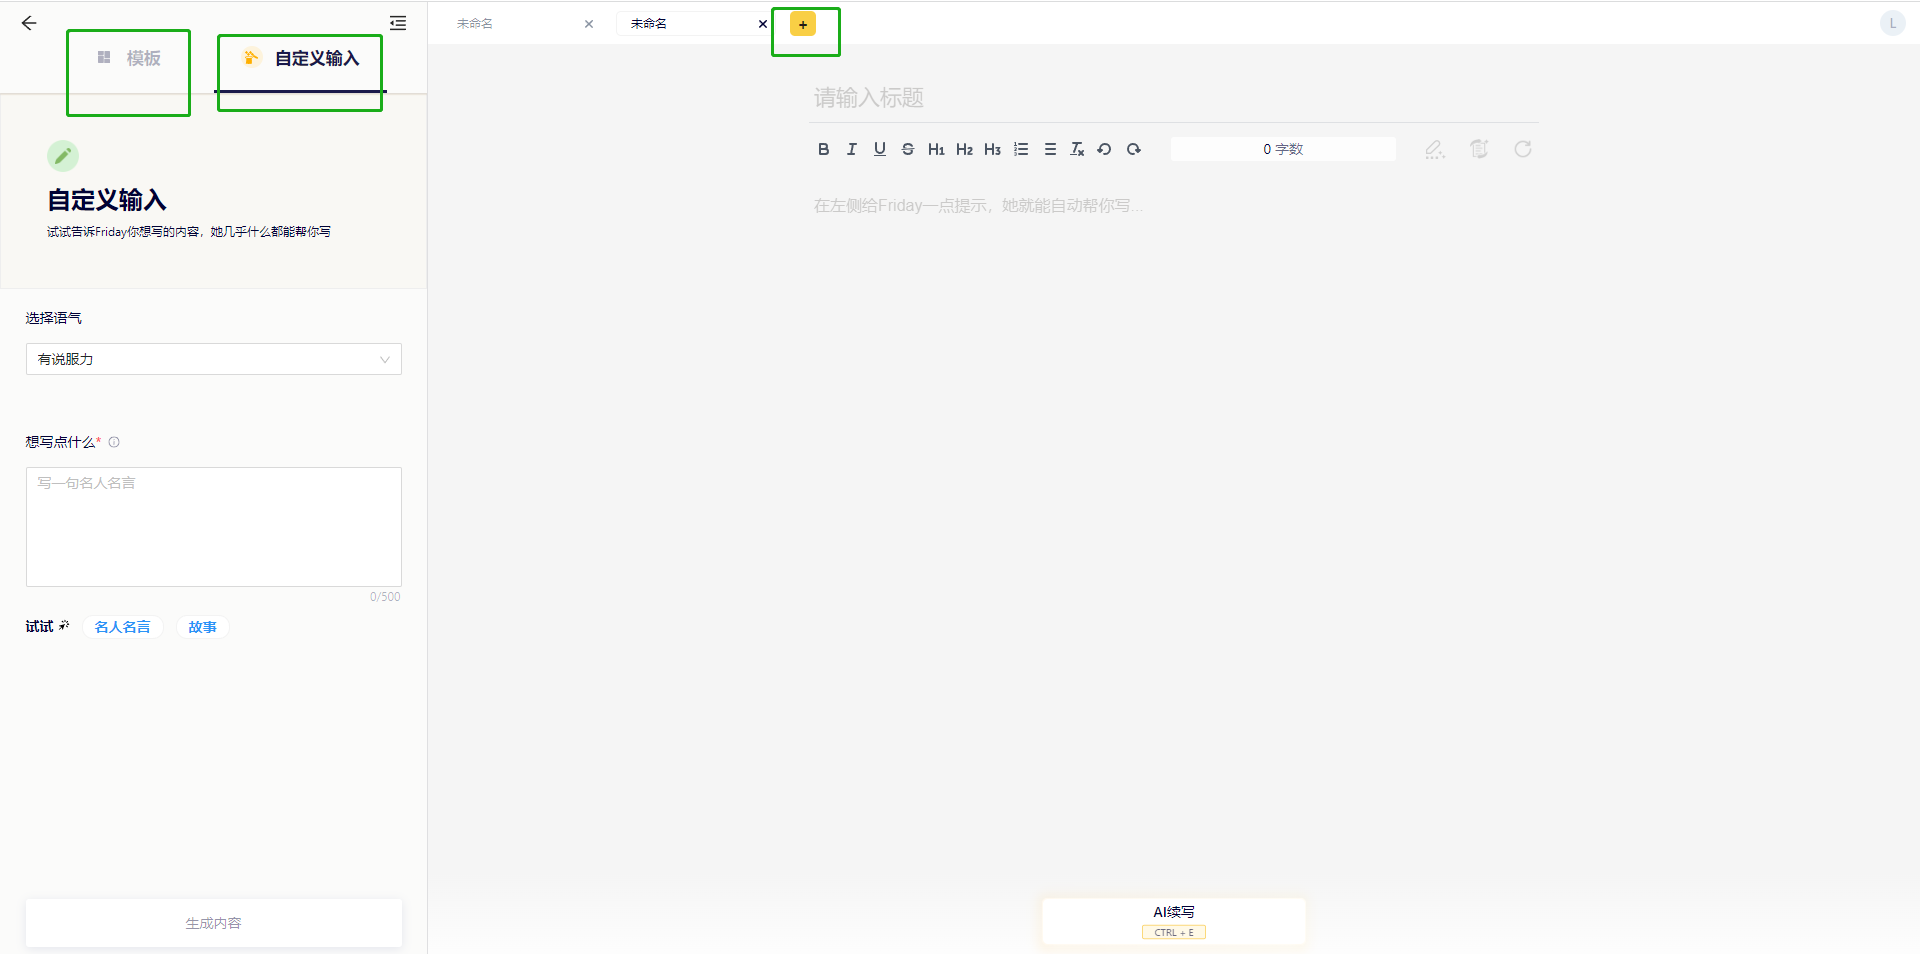 模板
自定义输入
自定义输入
试试告诉Friday你想写的内容，她几乎什么都能帮你写
选择语气
有说服力
想写点什么*
写一句名人名言
0/500
试试
名人名言
故事
生成内容
未命名
未命名
+
L
请输入标题
B I U S H1 H2 H3
0 字数
在左侧给Friday一点提示，她就能自动帮你写...
AI续写
CTRL + E